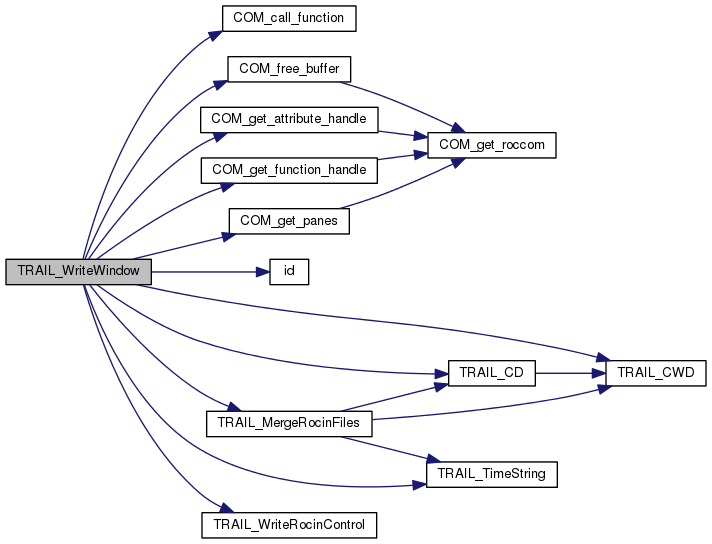 COM_call_function
COM_free_buffer
COM_get_attribute_handle
COM_get_roccom
COM_get_function_handle
COM_get_panes
TRAIL_WriteWindow
id
TRAIL_CD
TRAIL_CWD
TRAIL_MergeRocinFiles
TRAIL_TimeString
TRAIL_WriteRocinControl